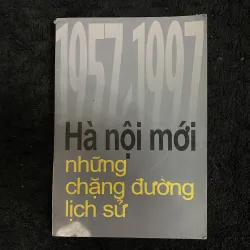 1957-1997
Hà nội mới
những
chặng đường
lịch sử